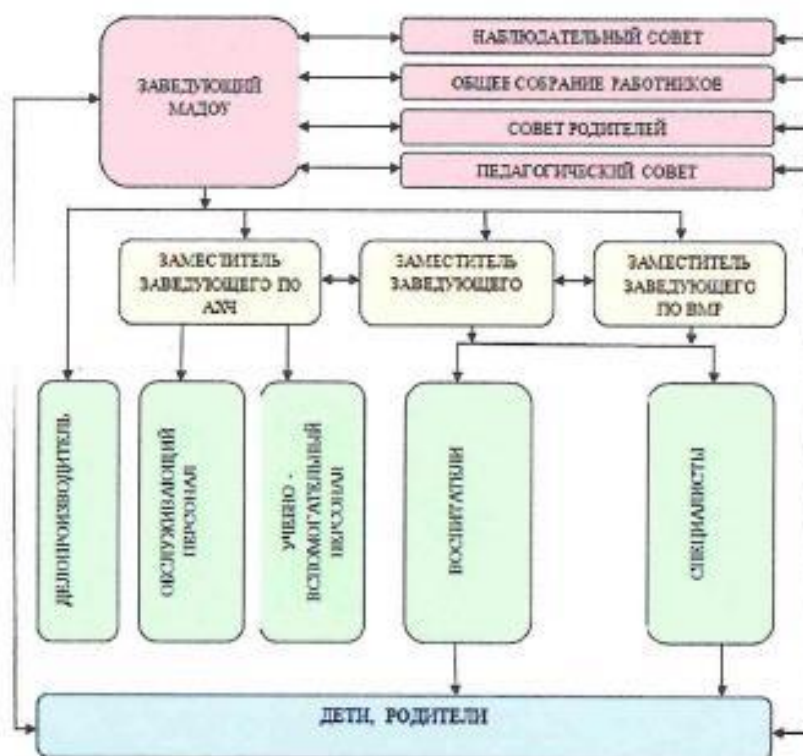 ЗАВЕДУЮЩИЙ
МАДОУ
НАБЛЮДАТЕЛЬНЫЙ СОВЕТ
ОБЩЕЕ СОБРАНИЕ РАБОТНИКОВ
СОВЕТ РОДИТЕЛЕЙ
ПЕДАГОГИЧЕСКИЙ СОВЕТ
ЗАМЕСТИТЕЛЬ
ЗАВЕДУЮЩЕГО ПО
АХЧ
ЗАМЕСТИТЕЛЬ
ЗАВЕДУЮЩЕГО
ЗАМЕСТИТЕЛЬ
ЗАВЕДУЮЩЕГО
ПО ВМР
ДЕЛОПРОИЗВОДИТЕЛЬ
ОБСЛУЖИВАЮЩИЙ
ПЕРСОНАЛ
УЧЕБНО -
ВСПОМОГАТЕЛЬНЫЙ
ПЕРСОНАЛ
ВОСПИТАТЕЛИ
СПЕЦИАЛИСТЫ
ДЕТИ, РОДИТЕЛИ